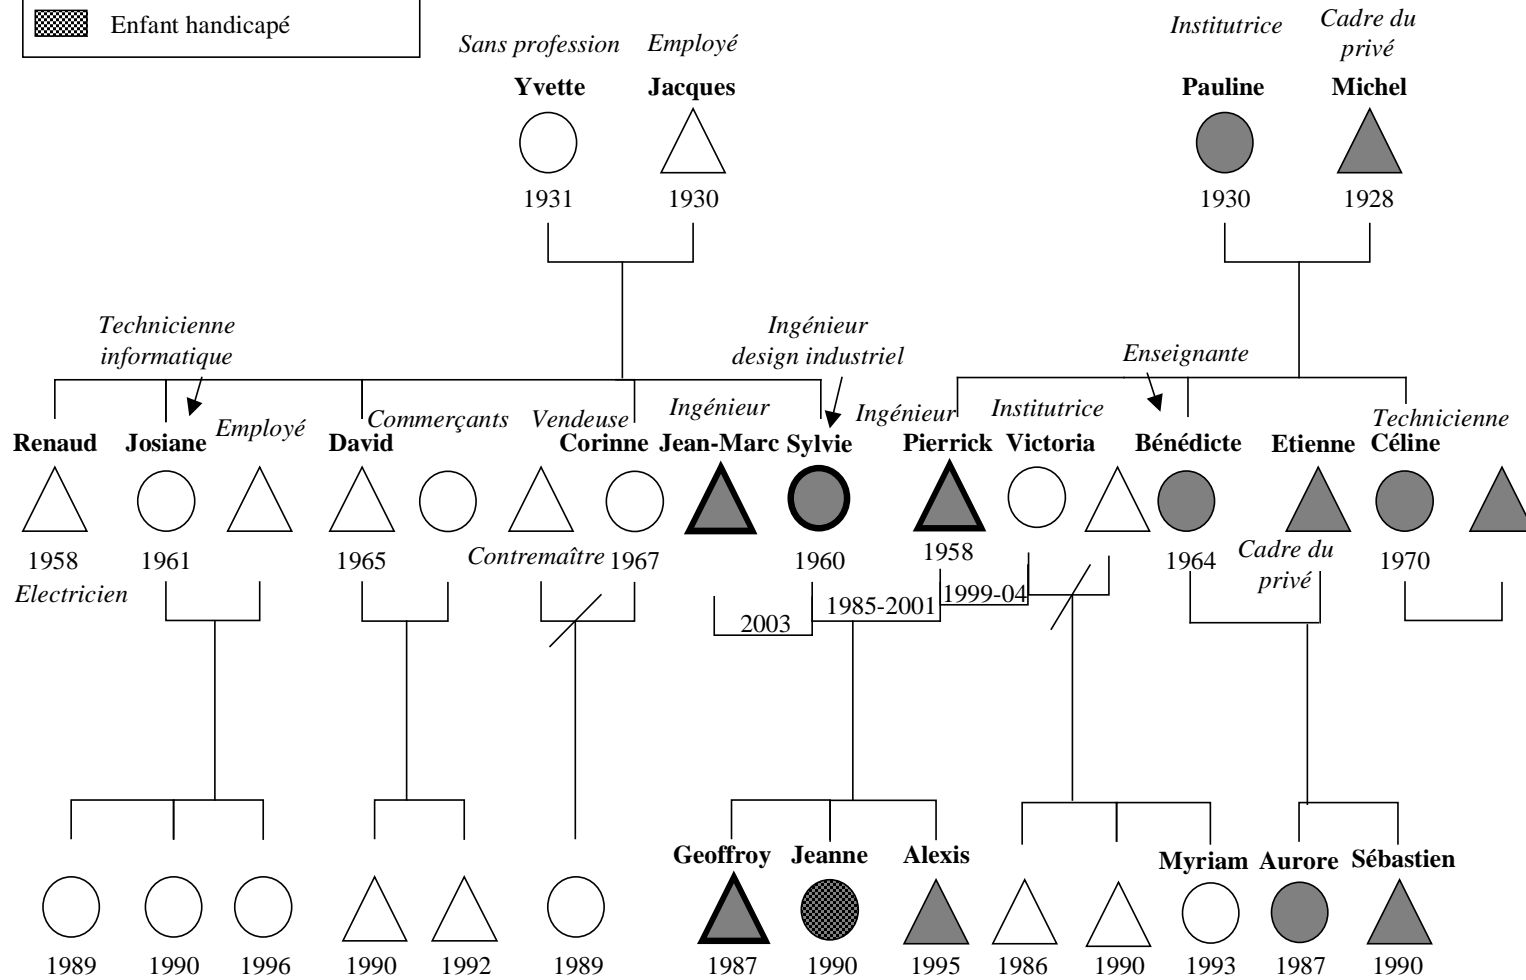 Enfant handicapé
Sans profession
Employé
Institutrice
Cadre du
privé
Yvette
Jacques
Pauline
Michel
1931
1930
1930
1928
Technicienne
informatique
Ingénieur
design industriel
Enseignante
Employé
Commerçants
Vendeuse
Ingénieur
Ingénieur
Institutrice
Technicienne
Renaud
Josiane
David
Corinne
Jean-Marc
Sylvie
Pierrick
Victoria
Bénédicte
Etienne
Céline
1958
1961
1965
Contremaître
1967
1960
1958
1964
Cadre du
privé
1970
Electricien
2003
1985-2001
1999-04
Geoffroy
Jeanne
Alexis
Myriam
Aurore
Sébastien
1989
1990
1996
1990
1992
1989
1987
1990
1995
1986
1990
1993
1987
1990